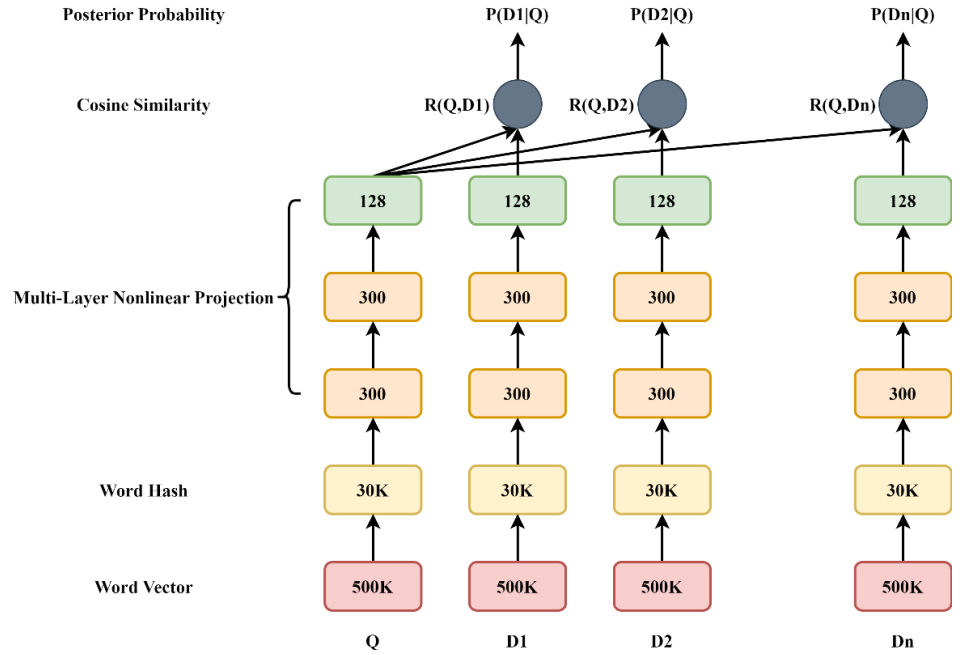 Posterior Probability P(D1|Q) P(D2|Q) P(Dn|Q)
Cosine Similarity R(Q,D1) R(Q,D2) R(Q,Dn)
128 128 128 128
Multi-Layer Nonlinear Projection 300 300 300 300
300 300 300 300
Word Hash 30K 30K 30K 30K
Word Vector 500K 500K 500K 500K
Q D1 D2 Dn